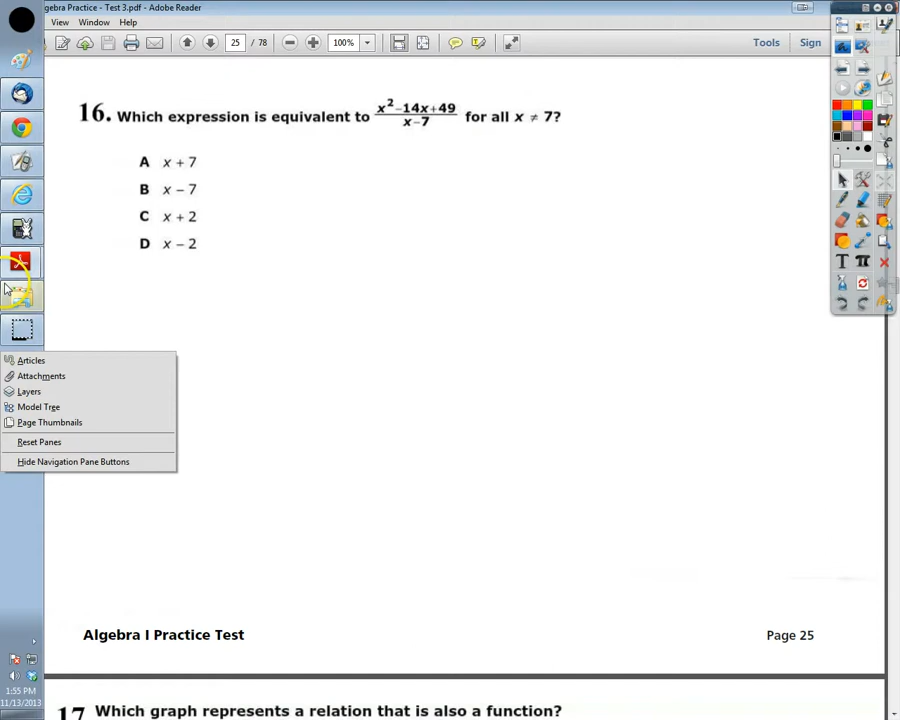 gebra Practice - Test 3.pdf - Adobe Reader
View Window Help
25 / 78 100% Tools Sign
16. Which expression is equivalent to \frac{x^2-14x+49}{x-7} for all x ≠ 7?
A x + 7
B x − 7
C x + 2
D x − 2
Articles
Attachments
Layers
Model Tree
Page Thumbnails
Reset Panes
Hide Navigation Pane Buttons
Algebra I Practice Test Page 25
1:55 PM
11/13/2013
17 Which graph represents a relation that is also a function?